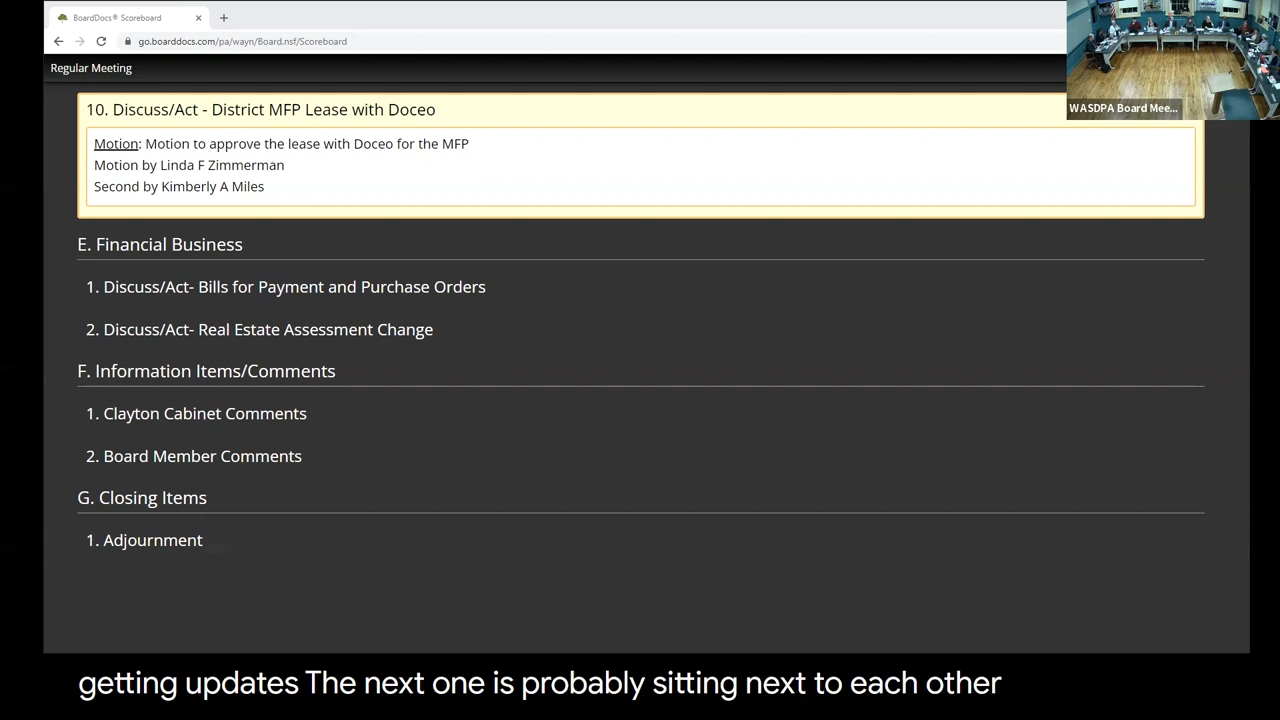 BoardDocs® Scoreboard
go.boarddocs.com/pa/wayn/Board.nsf/Scoreboard
Regular Meeting
WASDPA Board Mee...
10. Discuss/Act - District MFP Lease with Doceo
Motion: Motion to approve the lease with Doceo for the MFP
Motion by Linda F Zimmerman
Second by Kimberly A Miles
E. Financial Business
1. Discuss/Act- Bills for Payment and Purchase Orders
2. Discuss/Act- Real Estate Assessment Change
F. Information Items/Comments
1. Clayton Cabinet Comments
2. Board Member Comments
G. Closing Items
1. Adjournment
getting updates The next one is probably sitting next to each other